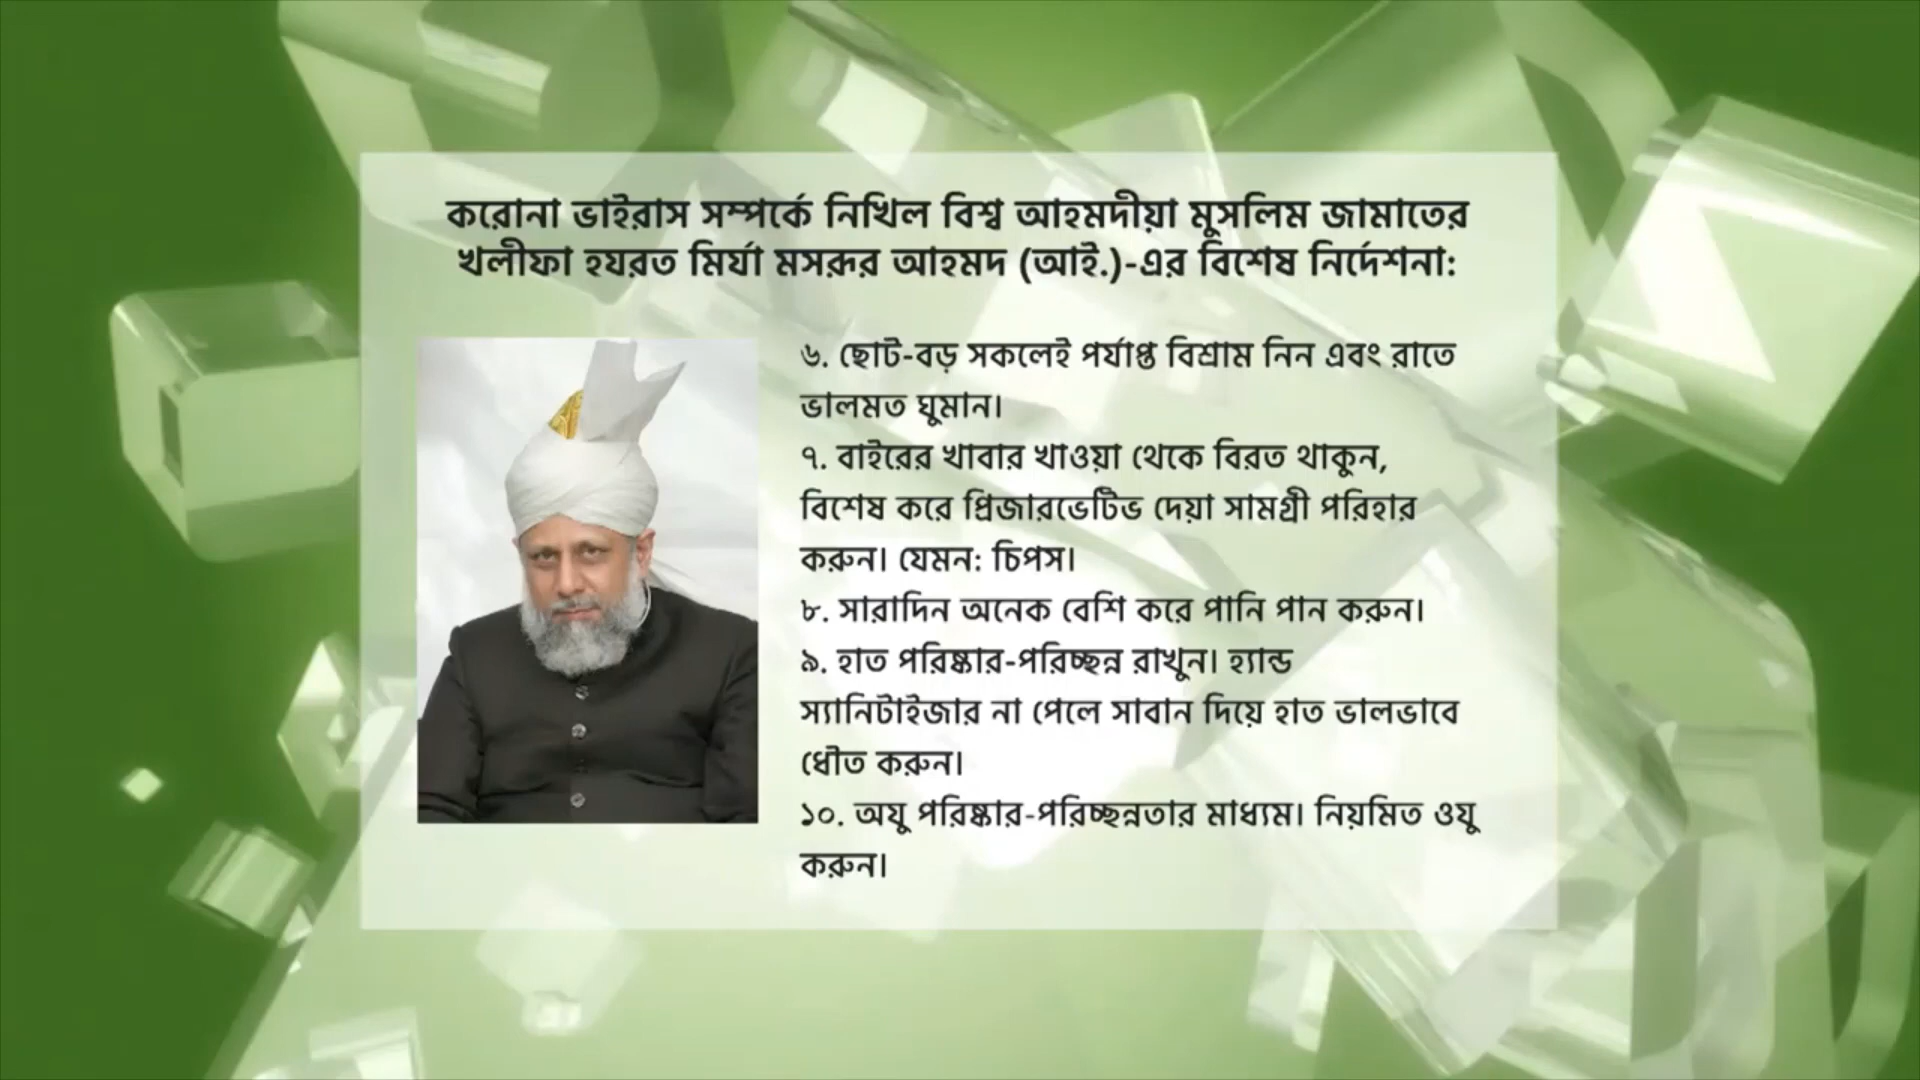 করোনা ভাইরাস সম্পর্কে নিখিল বিশ্ব আহমদীয়া মুসলিম জামাতের
খলীফা হযরত মির্যা মসরূর আহমদ (আই.)-এর বিশেষ নির্দেশনা:
৬. ছোট-বড় সকলেই পর্যাপ্ত বিশ্রাম নিন এবং রাতে
ভালমত ঘুমান।
৭. বাইরের খাবার খাওয়া থেকে বিরত থাকুন,
বিশেষ করে প্রিজারভেটিভ দেয়া সামগ্রী পরিহার
করুন। যেমন: চিপস।
৮. সারাদিন অনেক বেশি করে পানি পান করুন।
৯. হাত পরিষ্কার-পরিচ্ছন্ন রাখুন। হ্যান্ড
স্যানিটাইজার না পেলে সাবান দিয়ে হাত ভালভাবে
ধৌত করুন।
১০. অযু পরিষ্কার-পরিচ্ছন্নতার মাধ্যম। নিয়মিত ওযু
করুন।